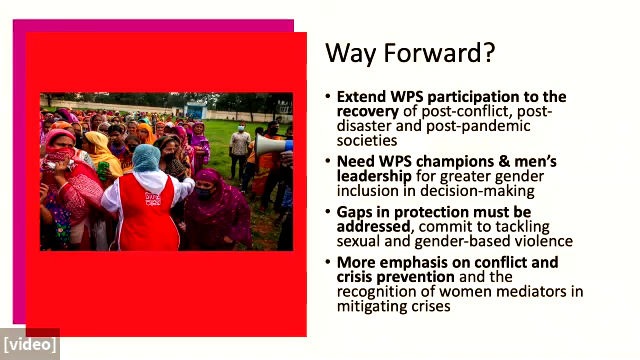 Way Forward?
• Extend WPS participation to the
recovery of post-conflict, post-
disaster and post-pandemic
societies
• Need WPS champions & men's
leadership for greater gender
inclusion in decision-making
• Gaps in protection must be
addressed, commit to tackling
sexual and gender-based violence
• More emphasis on conflict and
crisis prevention and the
recognition of women mediators in
mitigating crises
[video]